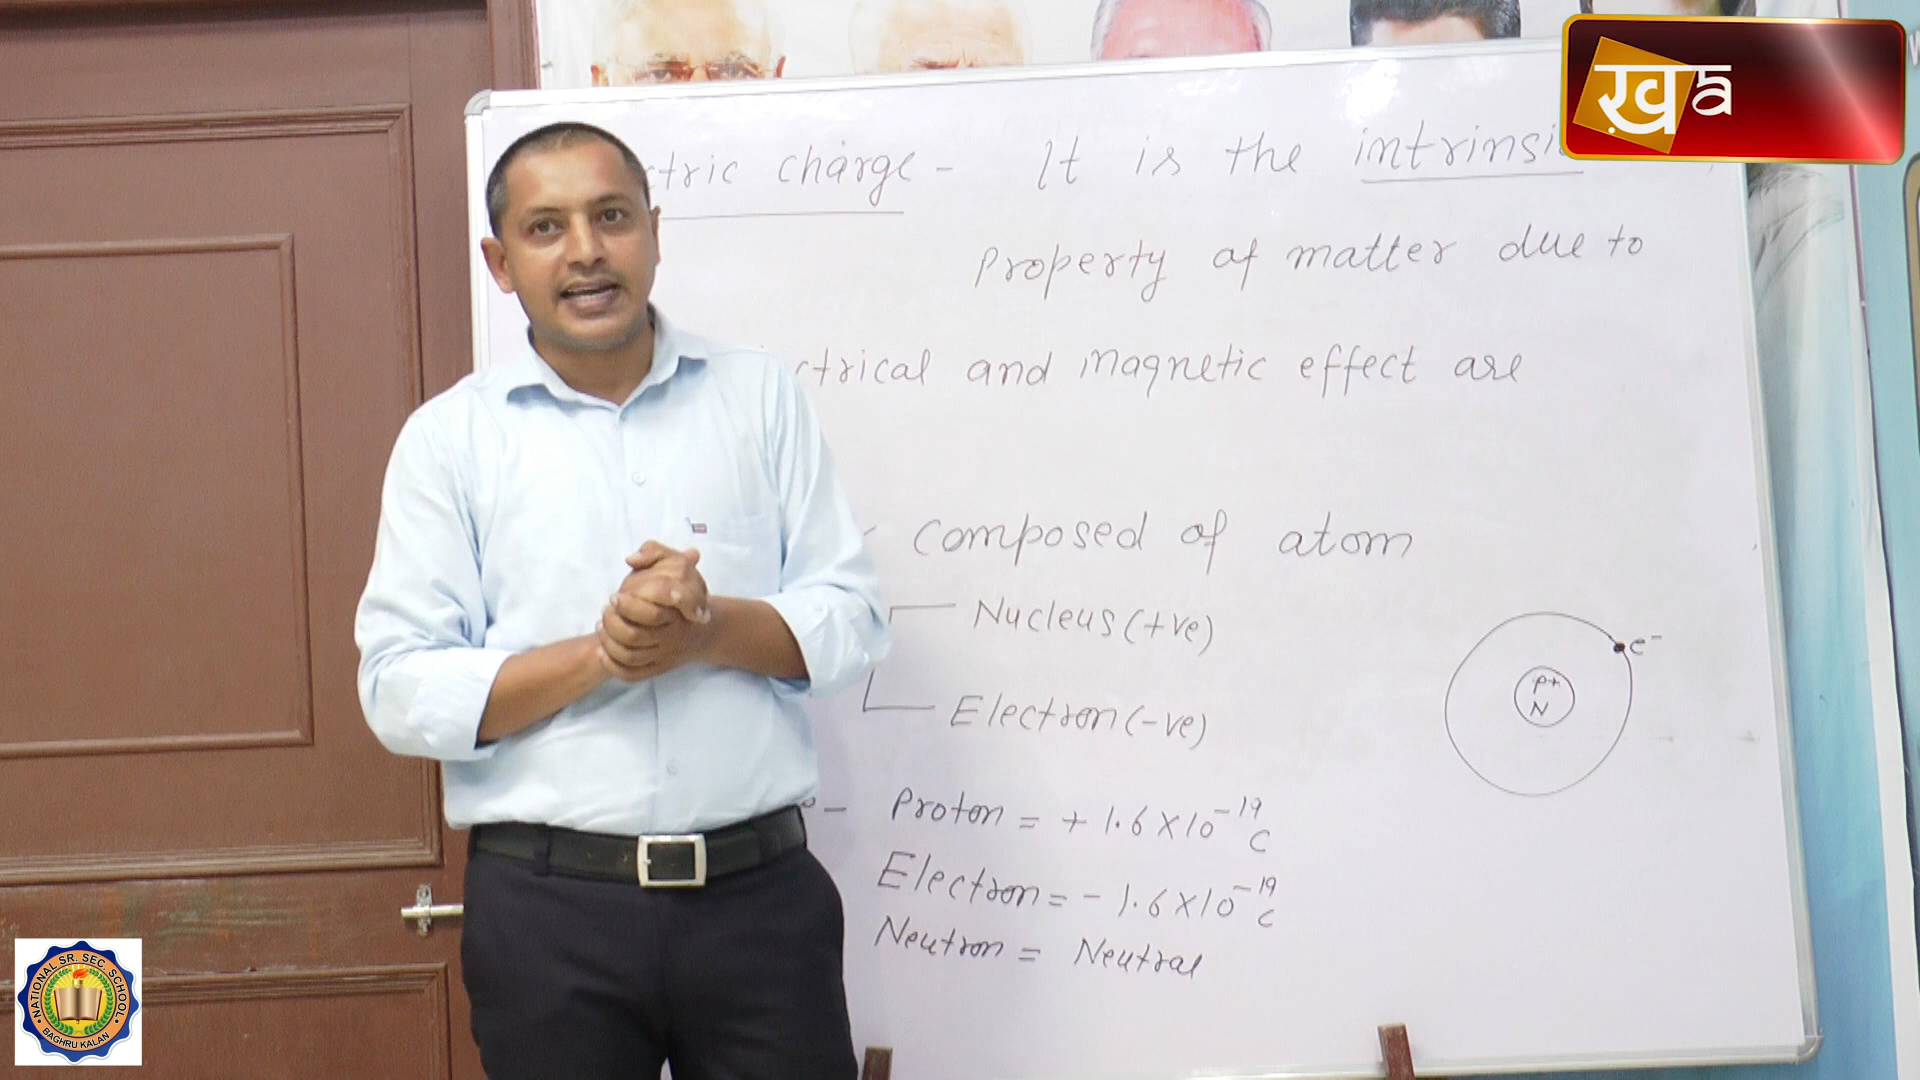 ctric charge - It is the intrinsi
Property of matter due to
ctrical and magnetic effect are
composed of atom
Nucleus (+ve)
Electron (-ve)
e-
P+
N
- Proton = + 1.6 X 10^-19 C
Electron = - 1.6 X 10^-19 C
Neutron = Neutral
NATIONAL SR. SEC. SCHOOL
BAGHRU KALAN